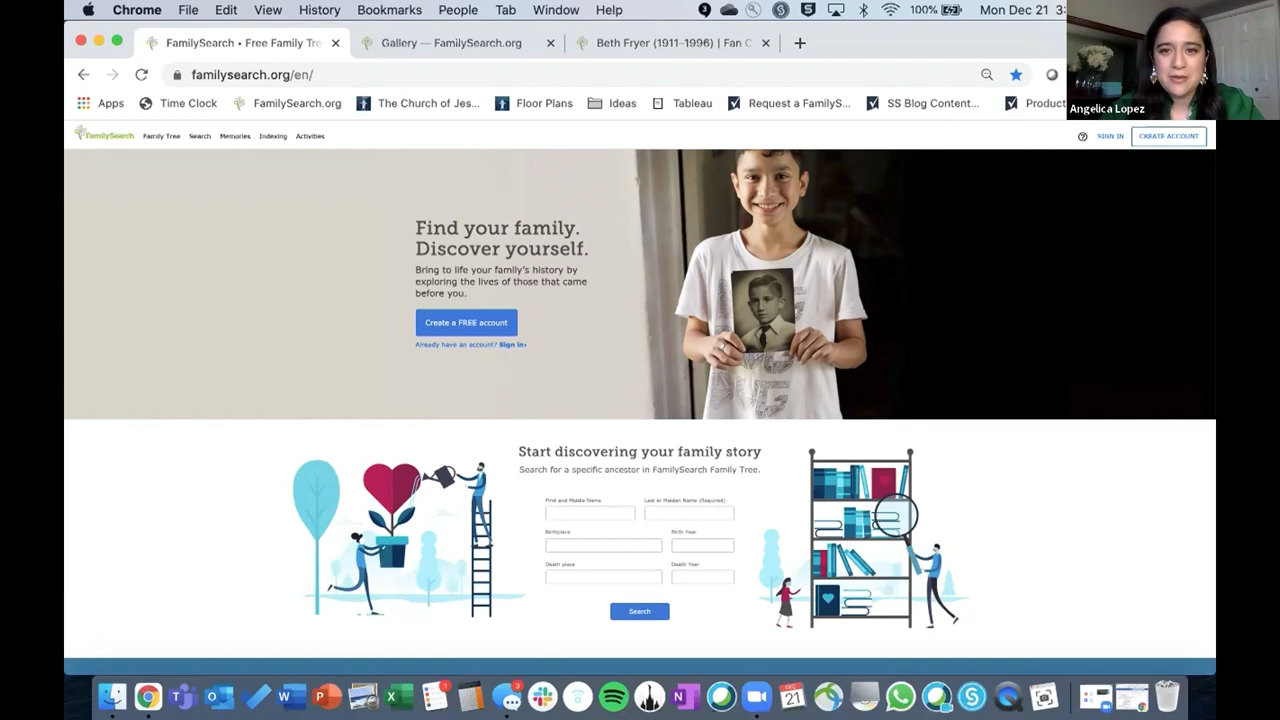 Chrome File Edit View History Bookmarks People Tab Window Help 100% Mon Dec 21 3:
FamilySearch • Free Family Tre
Gallery — FamilySearch.org
Beth Fryer (1911–1996) | Fan C
familysearch.org/en/
Apps Time Clock FamilySearch.org The Church of Jes... Floor Plans Ideas Tableau Request a FamilyS... SS Blog Content... Product
Angelica Lopez
FamilySearch Family Tree Search Memories Indexing Activities SIGN IN CREATE ACCOUNT
Find your family.
Discover yourself.
Bring to life your family's history by
exploring the lives of those that came
before you.
Create a FREE account
Already have an account? Sign in›
Start discovering your family story
Search for a specific ancestor in FamilySearch Family Tree.
First and Middle Name Last or Maiden Name (Required)
Birthplace Birth Year
Death place Death Year
Search
DEC
21